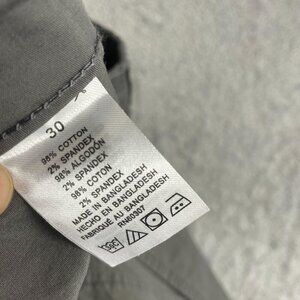 30
98% COTTON
2% SPANDEX
98% ALGODÓN
2% SPANDEX
98% COTON
2% SPANDEX
MADE IN BANGLADESH
HECHO EN BANGLADESH
FABRIQUÉ AU BANGLADESH
RN60907